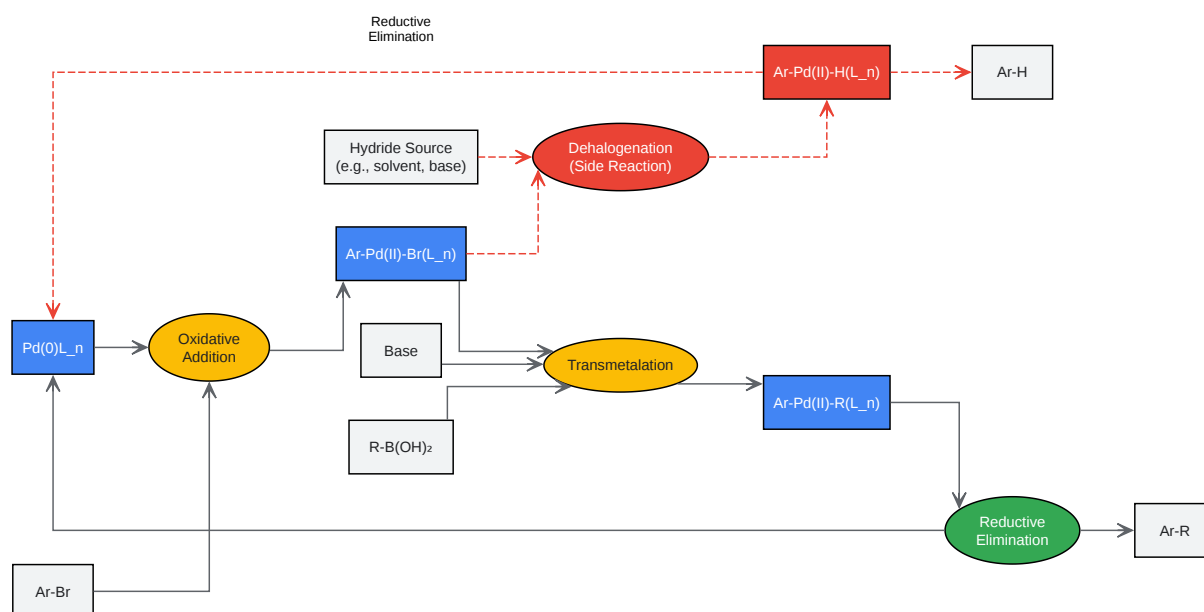 Reductive
Elimination
Ar-Pd(II)-H(L_n)
Ar-H
Hydride Source
(e.g., solvent, base)
Dehalogenation
(Side Reaction)
Ar-Pd(II)-Br(L_n)
Pd(0)L_n
Oxidative
Addition
Base
Transmetalation
Ar-Pd(II)-R(L_n)
R-B(OH)₂
Reductive
Elimination
Ar-R
Ar-Br